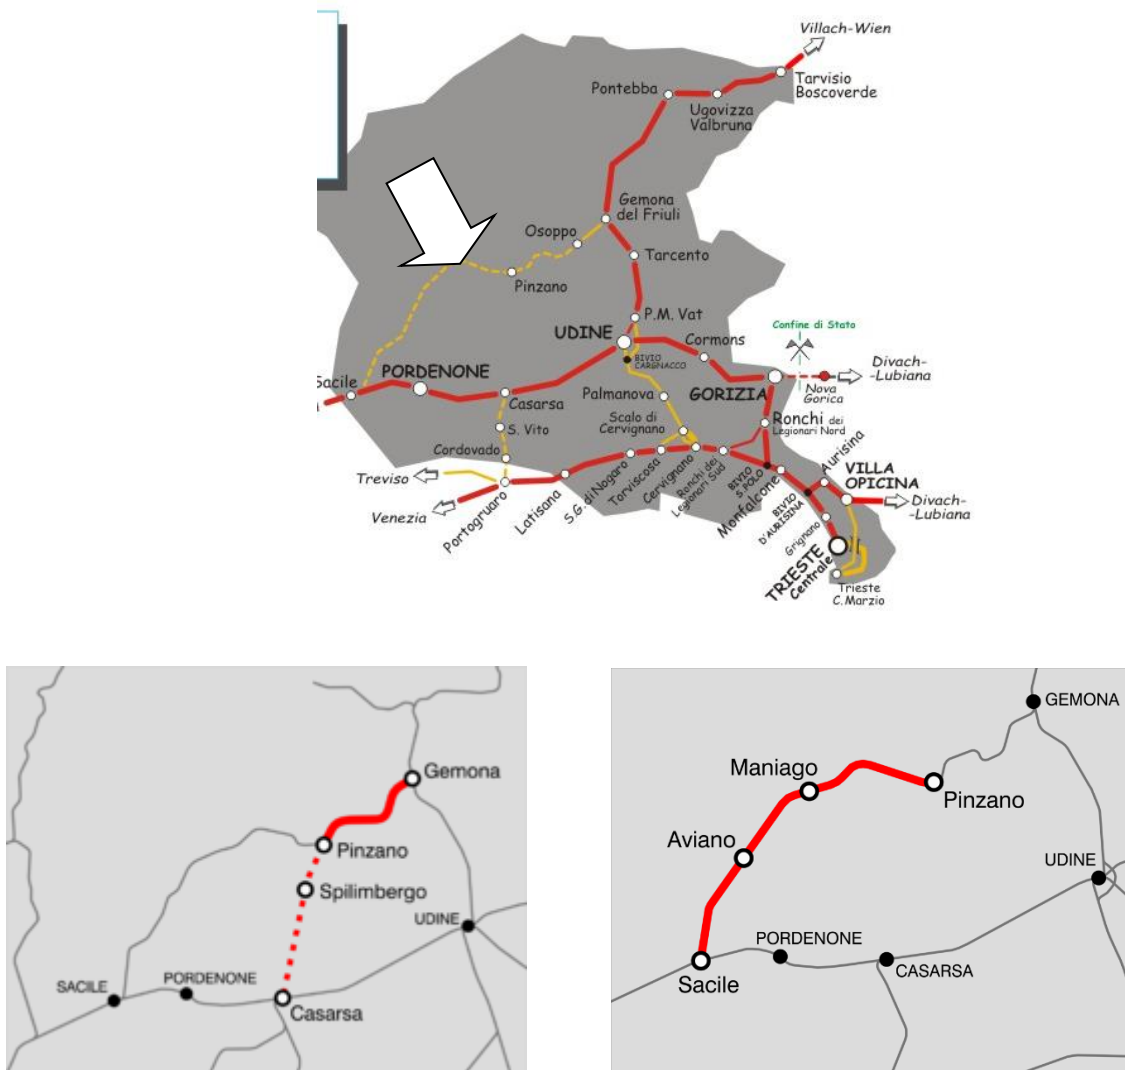 Villach-Wien
Tarvisio
Boscoverde
Pontebba
Ugovizza
Valbruna
Gemona
del Friuli
Osoppo
Tarcento
Pinzano
P.M. Vat
UDINE
Cormons
Confine di Stato
BIVIO
CARGNACCO
PORDENONE
Divach-
-Lubiana
Sacile
Nova
Gorica
Casarsa
Palmanova
GORIZIA
S. Vito
Scalo di
Cervignano
Ronchi dei
Legionari Nord
Cordovado
Aurisina
Treviso
VILLA
OPICINA
Venezia
Portogruaro
Latisana
S.G. di Nogaro
Torviscosa
Cervignano
Ronchi dei
Legionari Sud
BIVIO
S.POLO
Monfalcone
BIVIO
D'AURISINA
Grignano
Divach-
-Lubiana
TRIESTE
Centrale
Trieste
C. Marzio
Gemona
Pinzano
Spilimbergo
UDINE
SACILE
PORDENONE
Casarsa
GEMONA
Maniago
Pinzano
Aviano
UDINE
PORDENONE
CASARSA
Sacile